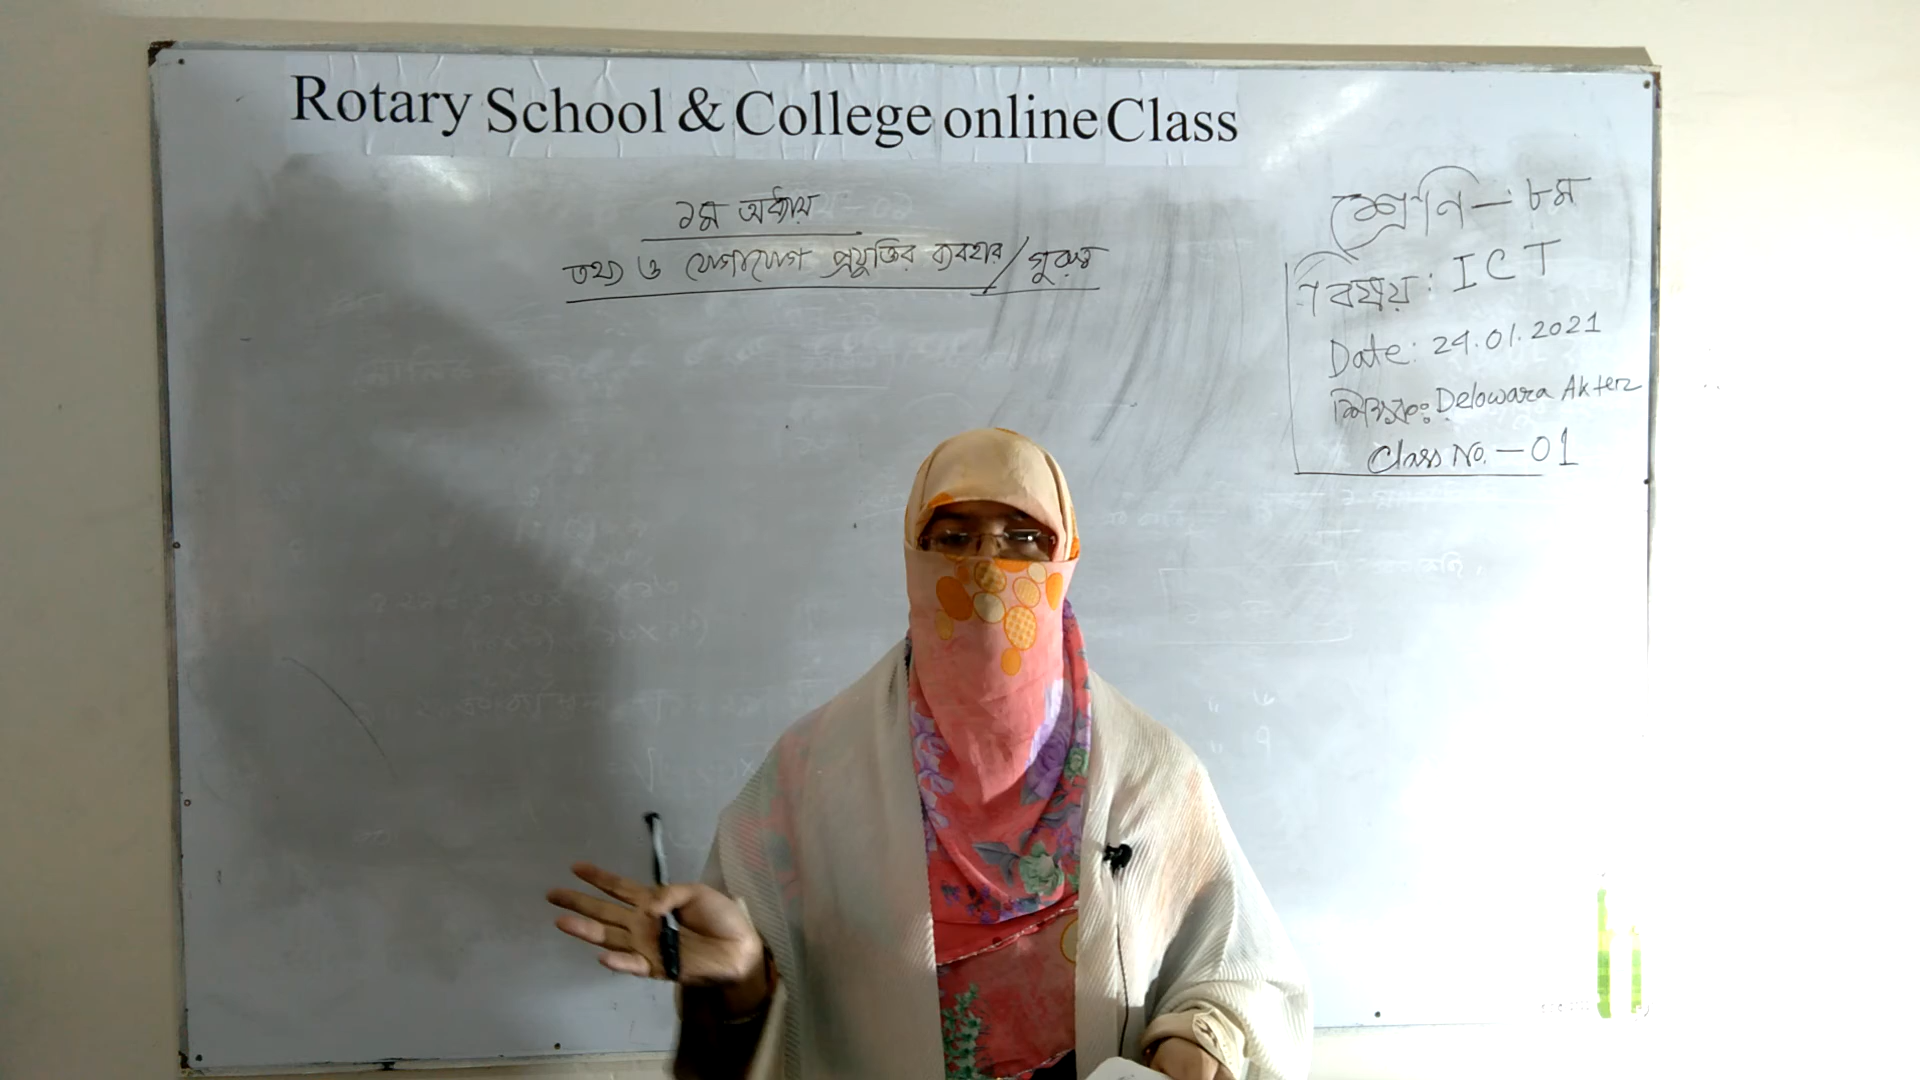 Rotary School & College online Class
১ম অধ্যায়
তথ্য ও যোগাযোগ প্রযুক্তির ব্যবহার/গুরুত্ব
শ্রেণি - ৮ম
বিষয় : ICT
Date: 24.01.2021
শিক্ষক: Delowara Akter
Class No. - 01